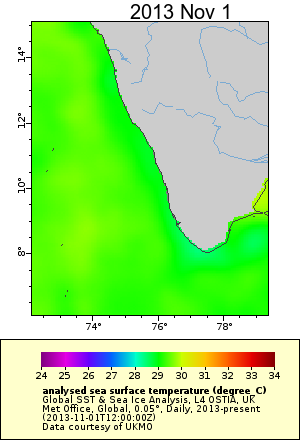 2013 Nov 1
14°
12°
10°
8°
74°
76°
78°
24 25 26 27 28 29 30 31 32 33 34
analysed sea surface temperature (degree_C)
Global SST & Sea Ice Analysis, L4 OSTIA, UK
Met Office, Global, 0.05°, Daily, 2013-present
(2013-11-01T12:00:00Z)
Data courtesy of UKMO